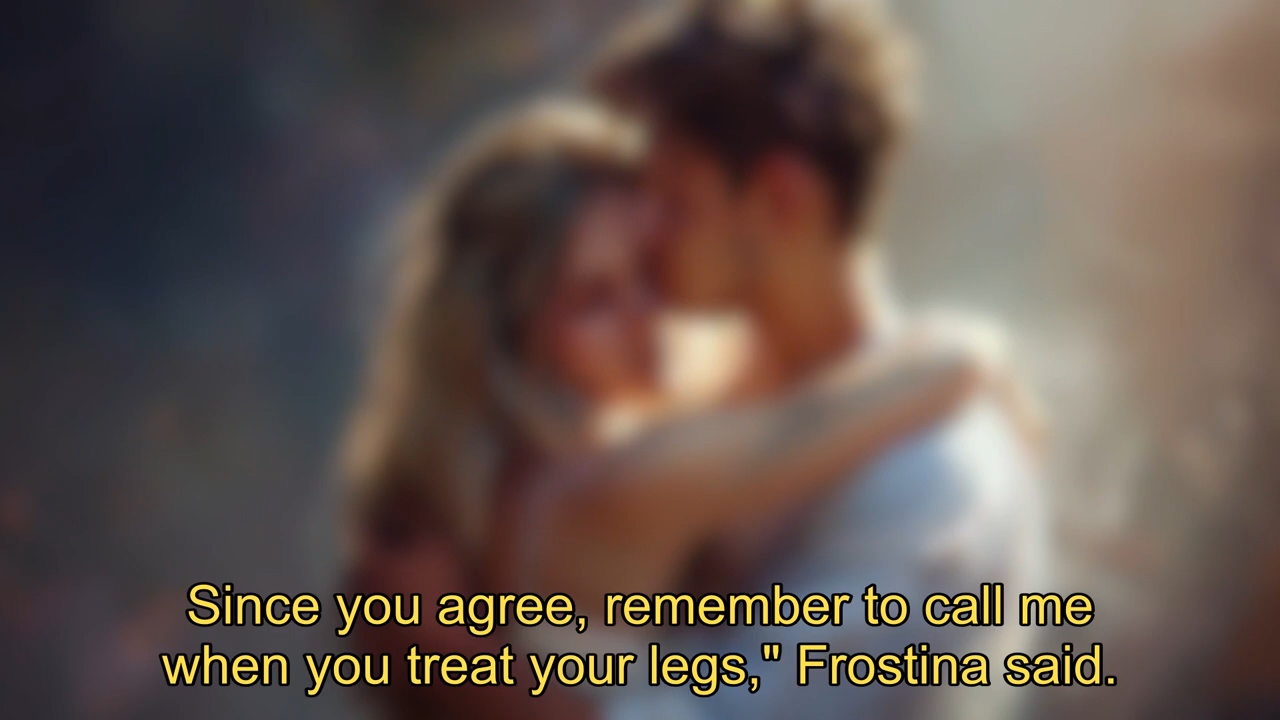 Since you agree, remember to call me
when you treat your legs," Frostina said.